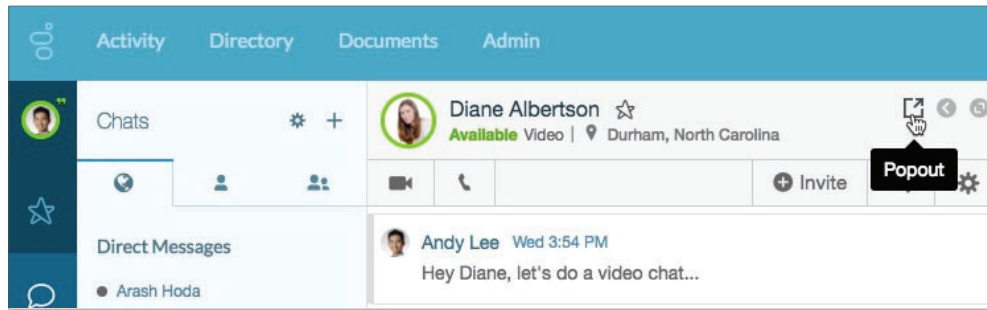 Activity Directory Documents Admin
Chats
Diane Albertson
Available Video | Durham, North Carolina
Popout
Invite
Direct Messages
Arash Hoda
Andy Lee Wed 3:54 PM
Hey Diane, let's do a video chat...